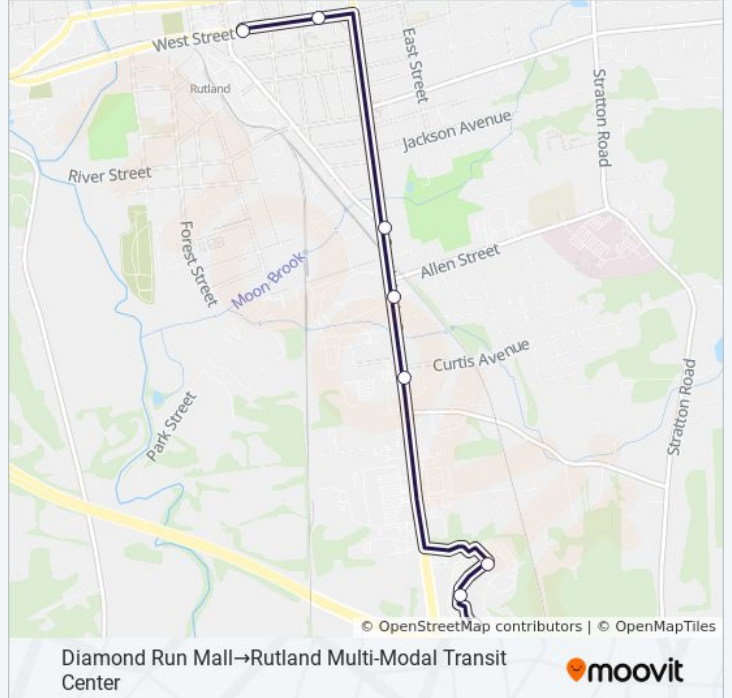 West Street
East Street
Rutland
Stratton Road
Jackson Avenue
River Street
Forest Street
Moon Brook
Allen Street
Curtis Avenue
Park Street
Stratton Road
© OpenStreetMap contributors | © OpenMapTiles
Diamond Run Mall→Rutland Multi-Modal Transit
Center
moovit